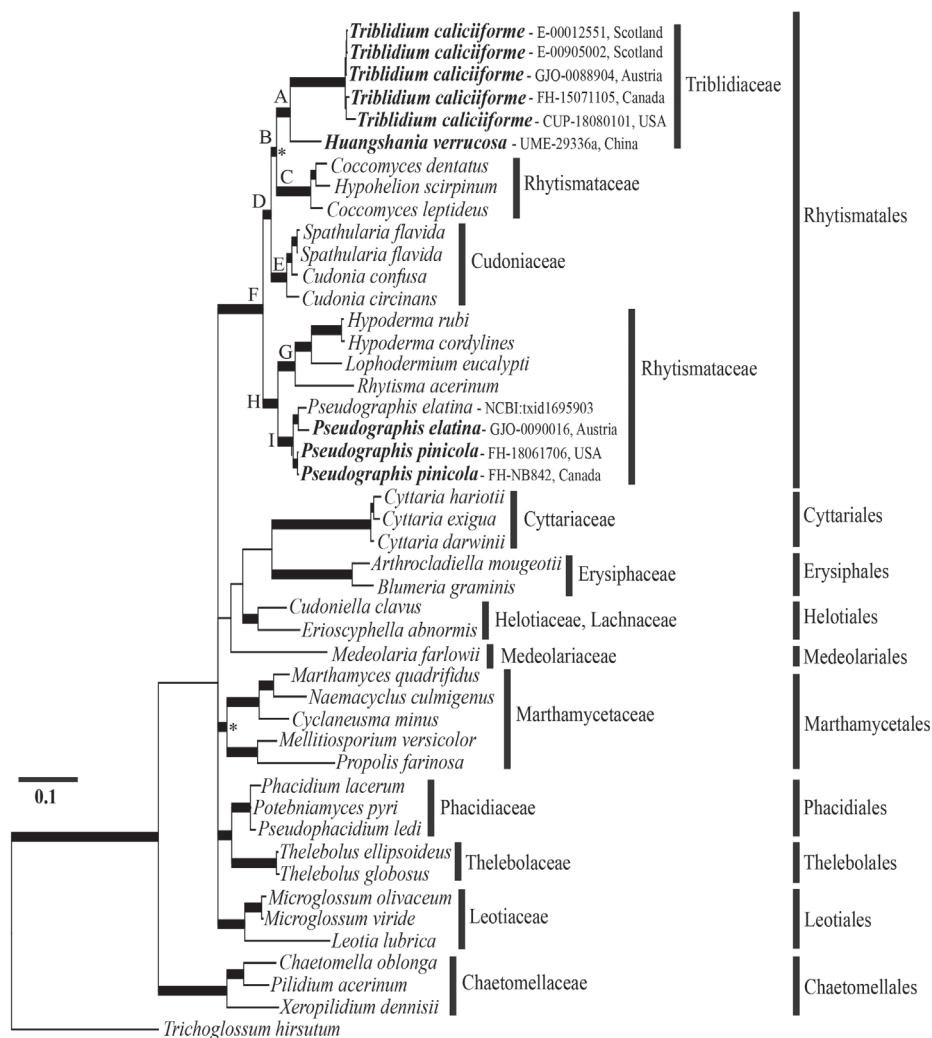 Triblidium caliciiforme - E-00012551, Scotland
Triblidium caliciiforme - E-00905002, Scotland
Triblidium caliciiforme - GJO-0088904, Austria
Triblidiaceae
A
Triblidium caliciiforme - FH-15071105, Canada
Triblidium caliciiforme - CUP-18080101, USA
B
Huangshania verrucosa - UME-29336a, China
*
Coccomyces dentatus
C
Hypohelion scirpinum
Rhytismataceae
D
Coccomyces leptideus
Rhytismatales
Spathularia flavida
Spathularia flavida
E
Cudoniaceae
Cudonia confusa
F
Cudonia circinans
Hypoderma rubi
Hypoderma cordylines
G
Lophodermium eucalypti
Rhytismataceae
Rhytisma acerinum
H
Pseudographis elatina - NCBI:txid1695903
Pseudographis elatina - GJO-0090016, Austria
I
Pseudographis pinicola - FH-18061706, USA
Pseudographis pinicola - FH-NB842, Canada
Cyttaria hariotii
Cyttaria exigua
Cyttariaceae
Cyttariales
Cyttaria darwinii
Arthrocladiella mougeotii
Erysiphaceae
Erysiphales
Blumeria graminis
Cudoniella clavus
Helotiaceae, Lachnaceae
Helotiales
Erioscyphella abnormis
Medeolaria farlowii
Medeolariaceae
Medeolariales
Marthamyces quadrifidus
Naemacyclus culmigenus
Cyclaneusma minus
Marthamycetaceae
Marthamycetales
*
Mellitiosporium versicolor
Propolis farinosa
0.1
Phacidium lacerum
Potebniamyces pyri
Phacidiaceae
Phacidiales
Pseudophacidium ledi
Thelebolus ellipsoideus
Thelebolaceae
Thelebolales
Thelebolus globosus
Microglossum olivaceum
Microglossum viride
Leotiaceae
Leotiales
Leotia lubrica
Chaetomella oblonga
Pilidium acerinum
Chaetomellaceae
Chaetomellales
Xeropilidium dennisii
Trichoglossum hirsutum